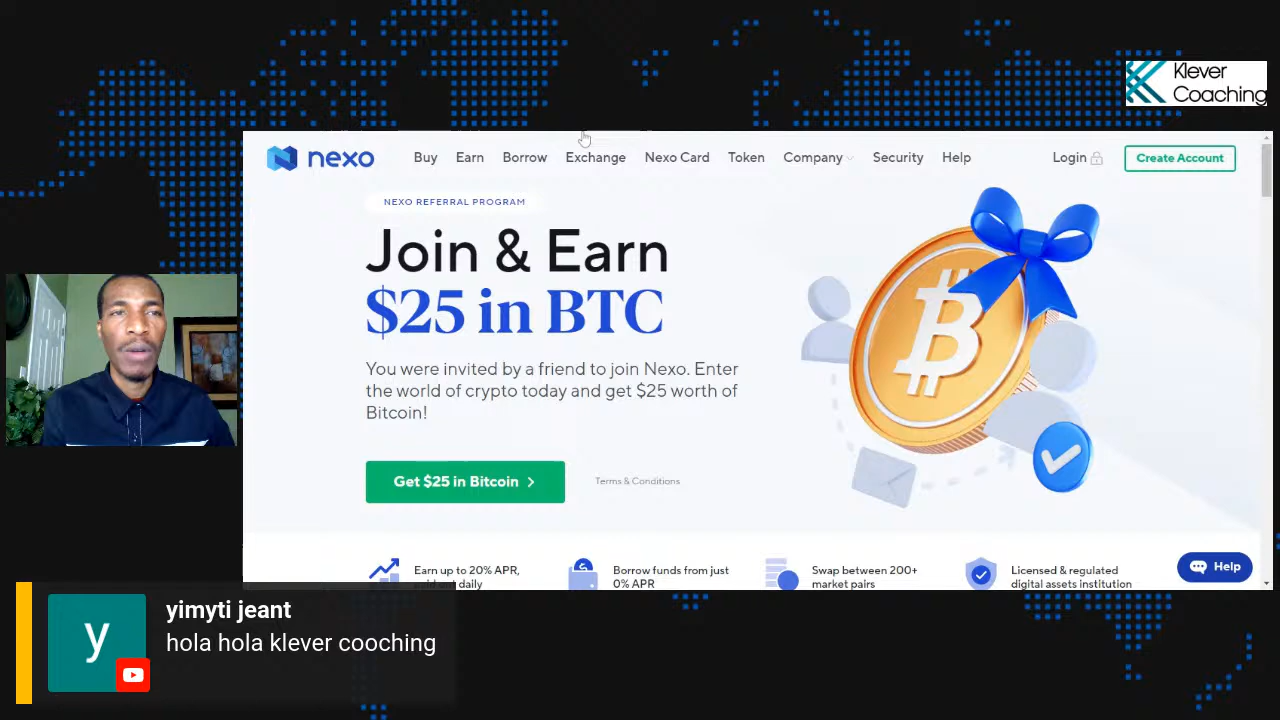 Klever
Coaching
nexo
Buy Earn Borrow Exchange Nexo Card Token Company Security Help Login Create Account
NEXO REFERRAL PROGRAM
Join & Earn
$25 in BTC
You were invited by a friend to join Nexo. Enter
the world of crypto today and get $25 worth of
Bitcoin!
Get $25 in Bitcoin
Terms & Conditions
Earn up to 20% APR,
daily
Borrow funds from just
0% APR
Swap between 200+
market pairs
Licensed & regulated
digital assets institution
Help
y
yimyti jeant
hola hola klever cooching